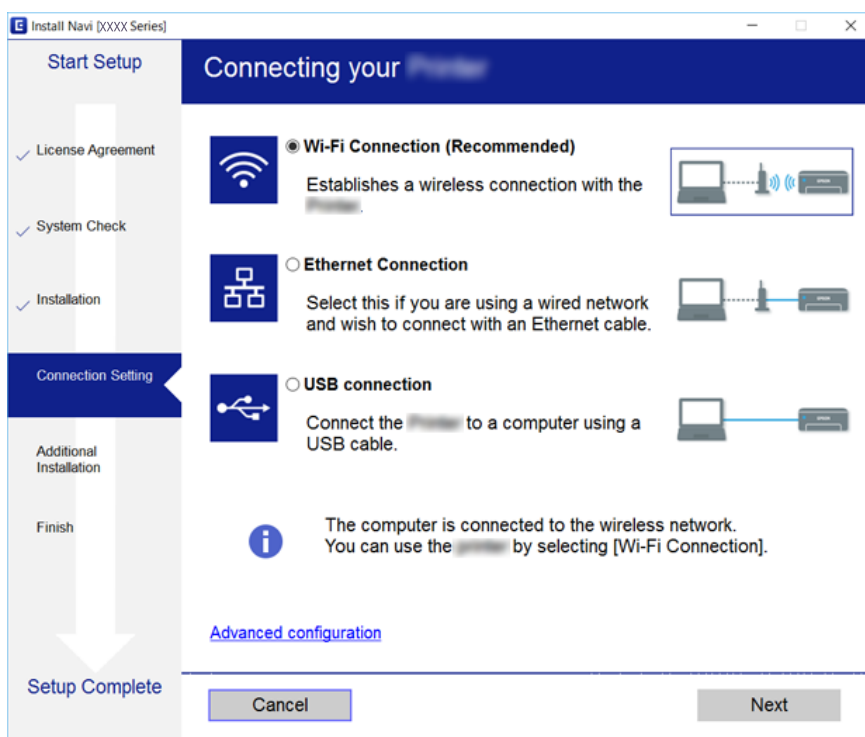 Install Navi [XXXX Series]
Start Setup
License Agreement
System Check
Installation
Connection Setting
Additional
Installation
Finish
Setup Complete
Connecting your
Wi-Fi Connection (Recommended)
Establishes a wireless connection with the
.
Ethernet Connection
Select this if you are using a wired network
and wish to connect with an Ethernet cable.
USB connection
Connect the to a computer using a
USB cable.
The computer is connected to the wireless network.
You can use the by selecting [Wi-Fi Connection].
Advanced configuration
Cancel
Next